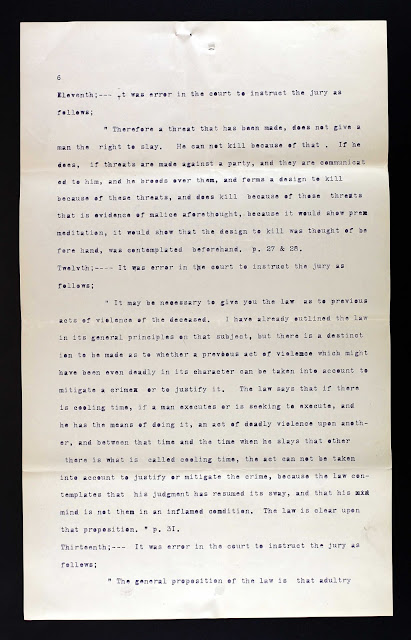 6
Eleventh;--- It was error in the court to instruct the jury as
follows;
" Therefore a threat that has been made, does not give a
man the right to slay. He can not kill because of that . If he
does, if threats are made against a party, and they are communicat
ed to him, and he broods over them, and forms a design to kill
because of these threats, and does kill because of those threats
that is evidence of malice aforethought, because it would show prem
meditation, it would show that the design to kill was thought of be
fore hand, was contemplated beforehand. p. 27 & 28.
Twelvth;---- It was error in the court to instruct the jury as
follows;
" It may be necessary to give you the law as to previous
acts of violence of the deceased. I have already outlined the law
in its general principles on that subject, but there is a destinct
ion to be made as to whether a previous act of violence which might
have been even deadly in its character can be taken into account to
mitigate a crimex or to justify it. The law says that if there
is cooling time, if a man executes or is seeking to execute, and
he has the means of doing it, an act of deadly violence upon anoth-
er, and between that time and the time when he slays that other
there is what is called cooling time, the act can not be taken
into account to justify or mitigate the crime, because the law con-
templates that his judgment has resumed its sway, and that his
mind is not them in an inflamed condition. The law is clear upon
that proposition. " p. 31.
Thirteenth;--- It was error in the court to instruct the jury as
follows;
" The general proposition of the law is that adultry